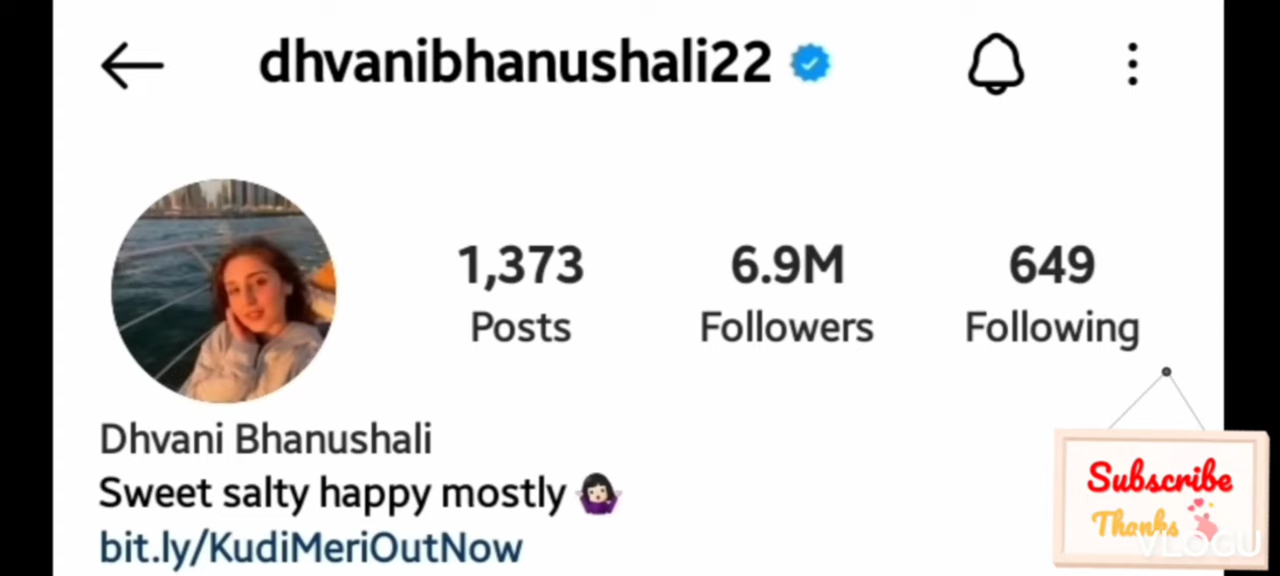 dhvanibhanushali22
1,373 6.9M 649
Posts Followers Following
Dhvani Bhanushali
Sweet salty happy mostly 🤷🏻‍♀️
bit.ly/KudiMeriOutNow
Subscribe
Thanks
VLOGU